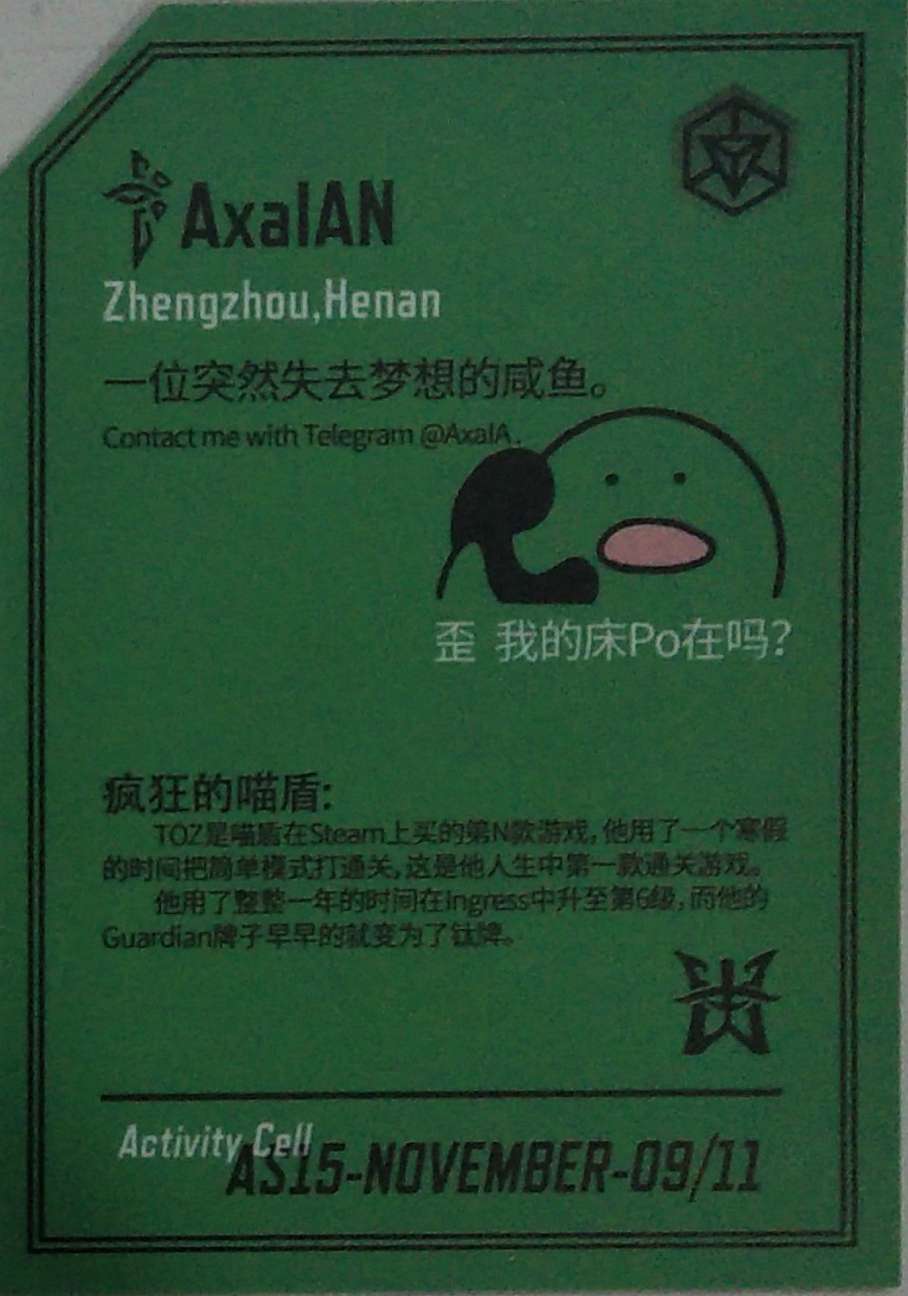 AxalAN
Zhengzhou,Henan
一位突然失去梦想的咸鱼。
Contact me with Telegram @AxalA.
歪 我的床Po在吗?
疯狂的喵盾:
TOZ是喵盾在Steam上买的第N款游戏,他用了一个寒假
的时间把简单模式打通关,这是他人生中第一款通关游戏。
他用了整整一年的时间在Ingress中升至第6级,而他的
Guardian牌子早早的就变为了钛牌。
Activity Cell
AS15-NOVEMBER-09/11